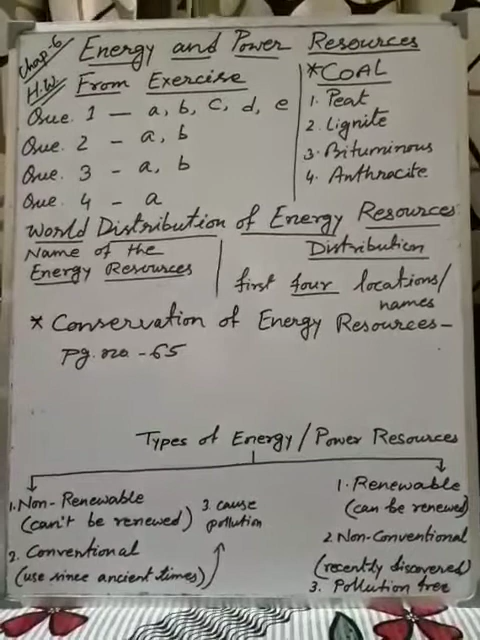 Chap-6
Energy and Power Resources
H.W.
From Exercise
Que. 1 — a, b, c, d, e
Que. 2 - a, b
Que. 3 - a, b
Que. 4 - a
*COAL
1. Peat
2. Lignite
3. Bituminous
4. Anthracite
World Distribution of Energy Resources
Name of the
Energy Resources
Distribution
first four locations/
names
* Conservation of Energy Resources-
Pg. no. -65
Types of Energy/Power Resources
1. Non-Renewable
(can't be renewed)
2. Conventional
(use since ancient times)
3. cause
pollution
1. Renewable
(can be renewed)
2 Non-Conventional
(recently discovered)
3. Pollution free